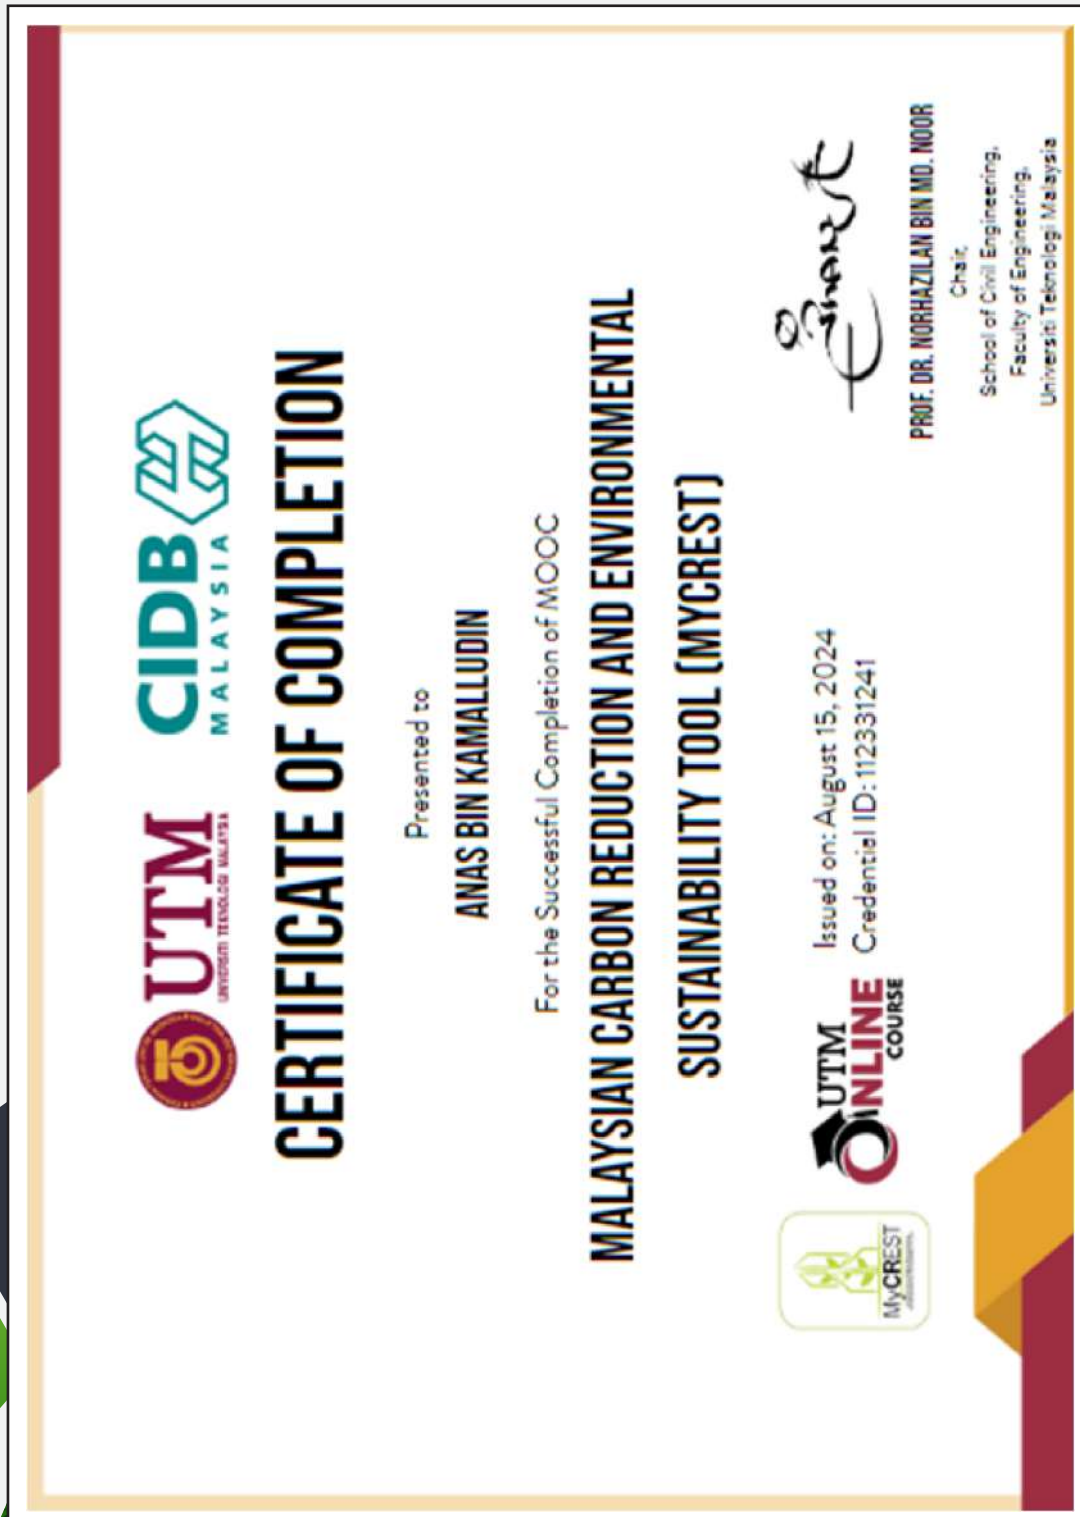 UTM
UNIVERSITI TEKNOLOGI MALAYSIA
CIDB
MALAYSIA
CERTIFICATE OF COMPLETION
Presented to
ANAS BIN KAMALLUDIN
For the Successful Completion of MOOC
MALAYSIAN CARBON REDUCTION AND ENVIRONMENTAL
SUSTAINABILITY TOOL (MYCREST)
MyCREST
UTM
ONLINE
COURSE
Issued on: August 15, 2024
Credential ID: 112331241
PROF. DR. NORHAZILAN BIN MD. NOOR
Chair,
School of Civil Engineering,
Faculty of Engineering,
Universiti Teknologi Malaysia